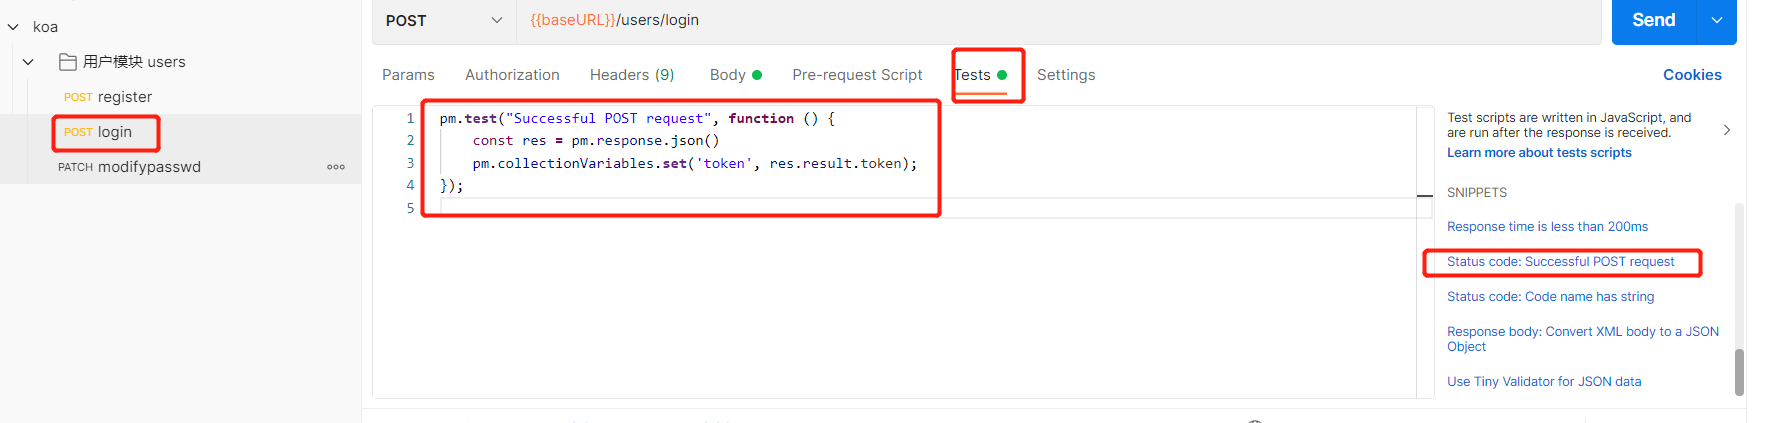 koa
用户模块 users
POST register
POST login
PATCH modifypasswd
POST
{{baseURL}}/users/login
Send
Params
Authorization
Headers (9)
Body
Pre-request Script
Tests
Settings
Cookies
1 pm.test("Successful POST request", function () {
2 const res = pm.response.json()
3 pm.collectionVariables.set('token', res.result.token);
4 });
5
Test scripts are written in JavaScript, and
are run after the response is received.
Learn more about tests scripts
SNIPPETS
Response time is less than 200ms
Status code: Successful POST request
Status code: Code name has string
Response body: Convert XML body to a JSON
Object
Use Tiny Validator for JSON data